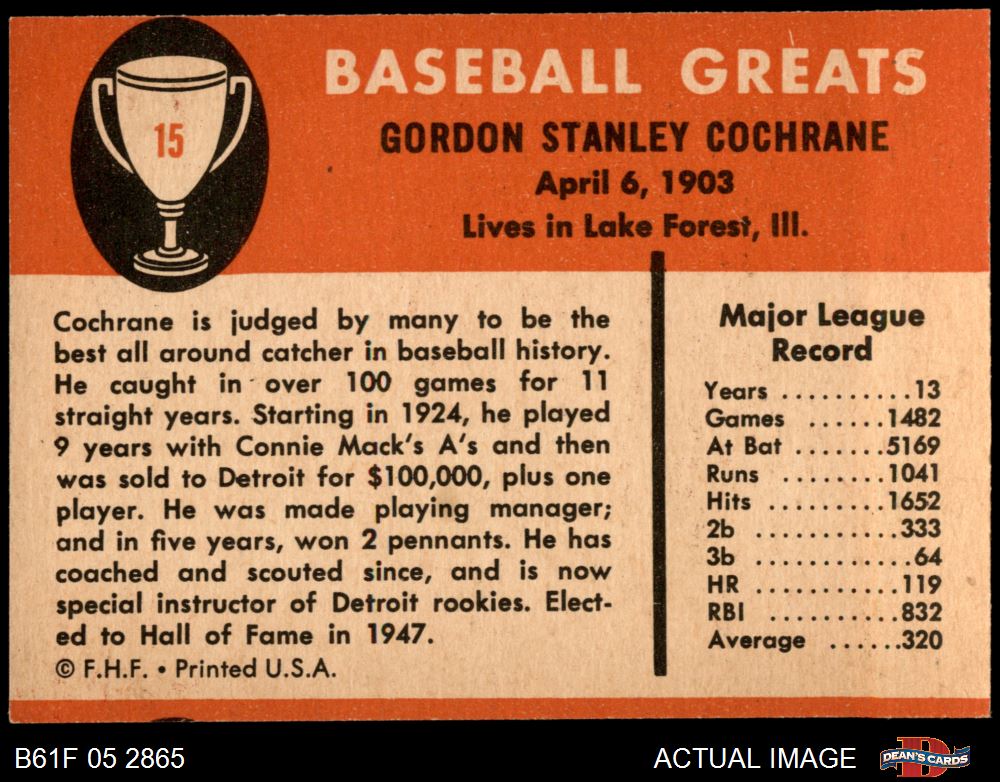 15
BASEBALL GREATS
GORDON STANLEY COCHRANE
April 6, 1903
Lives in Lake Forest, Ill.
Cochrane is judged by many to be the
best all around catcher in baseball history.
He caught in over 100 games for 11
straight years. Starting in 1924, he played
9 years with Connie Mack's A's and then
was sold to Detroit for $100,000, plus one
player. He was made playing manager;
and in five years, won 2 pennants. He has
coached and scouted since, and is now
special instructor of Detroit rookies. Elect-
ed to Hall of Fame in 1947.
© F.H.F. • Printed U.S.A.
Major League
Record
Years ..........13
Games ......1482
At Bat .......5169
Runs ........1041
Hits .........1652
2b ...........333
3b ............64
HR ...........119
RBI ..........832
Average ......320
B61F 05 2865
ACTUAL IMAGE
D
DEAN'S CARDS